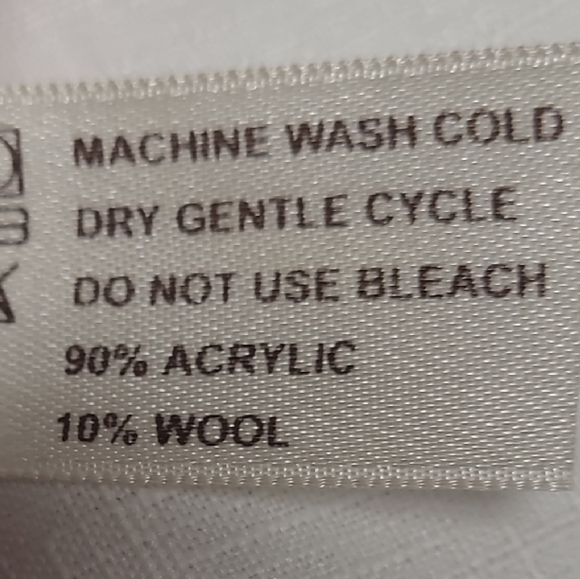 MACHINE WASH COLD
DRY GENTLE CYCLE
DO NOT USE BLEACH
90% ACRYLIC
10% WOOL